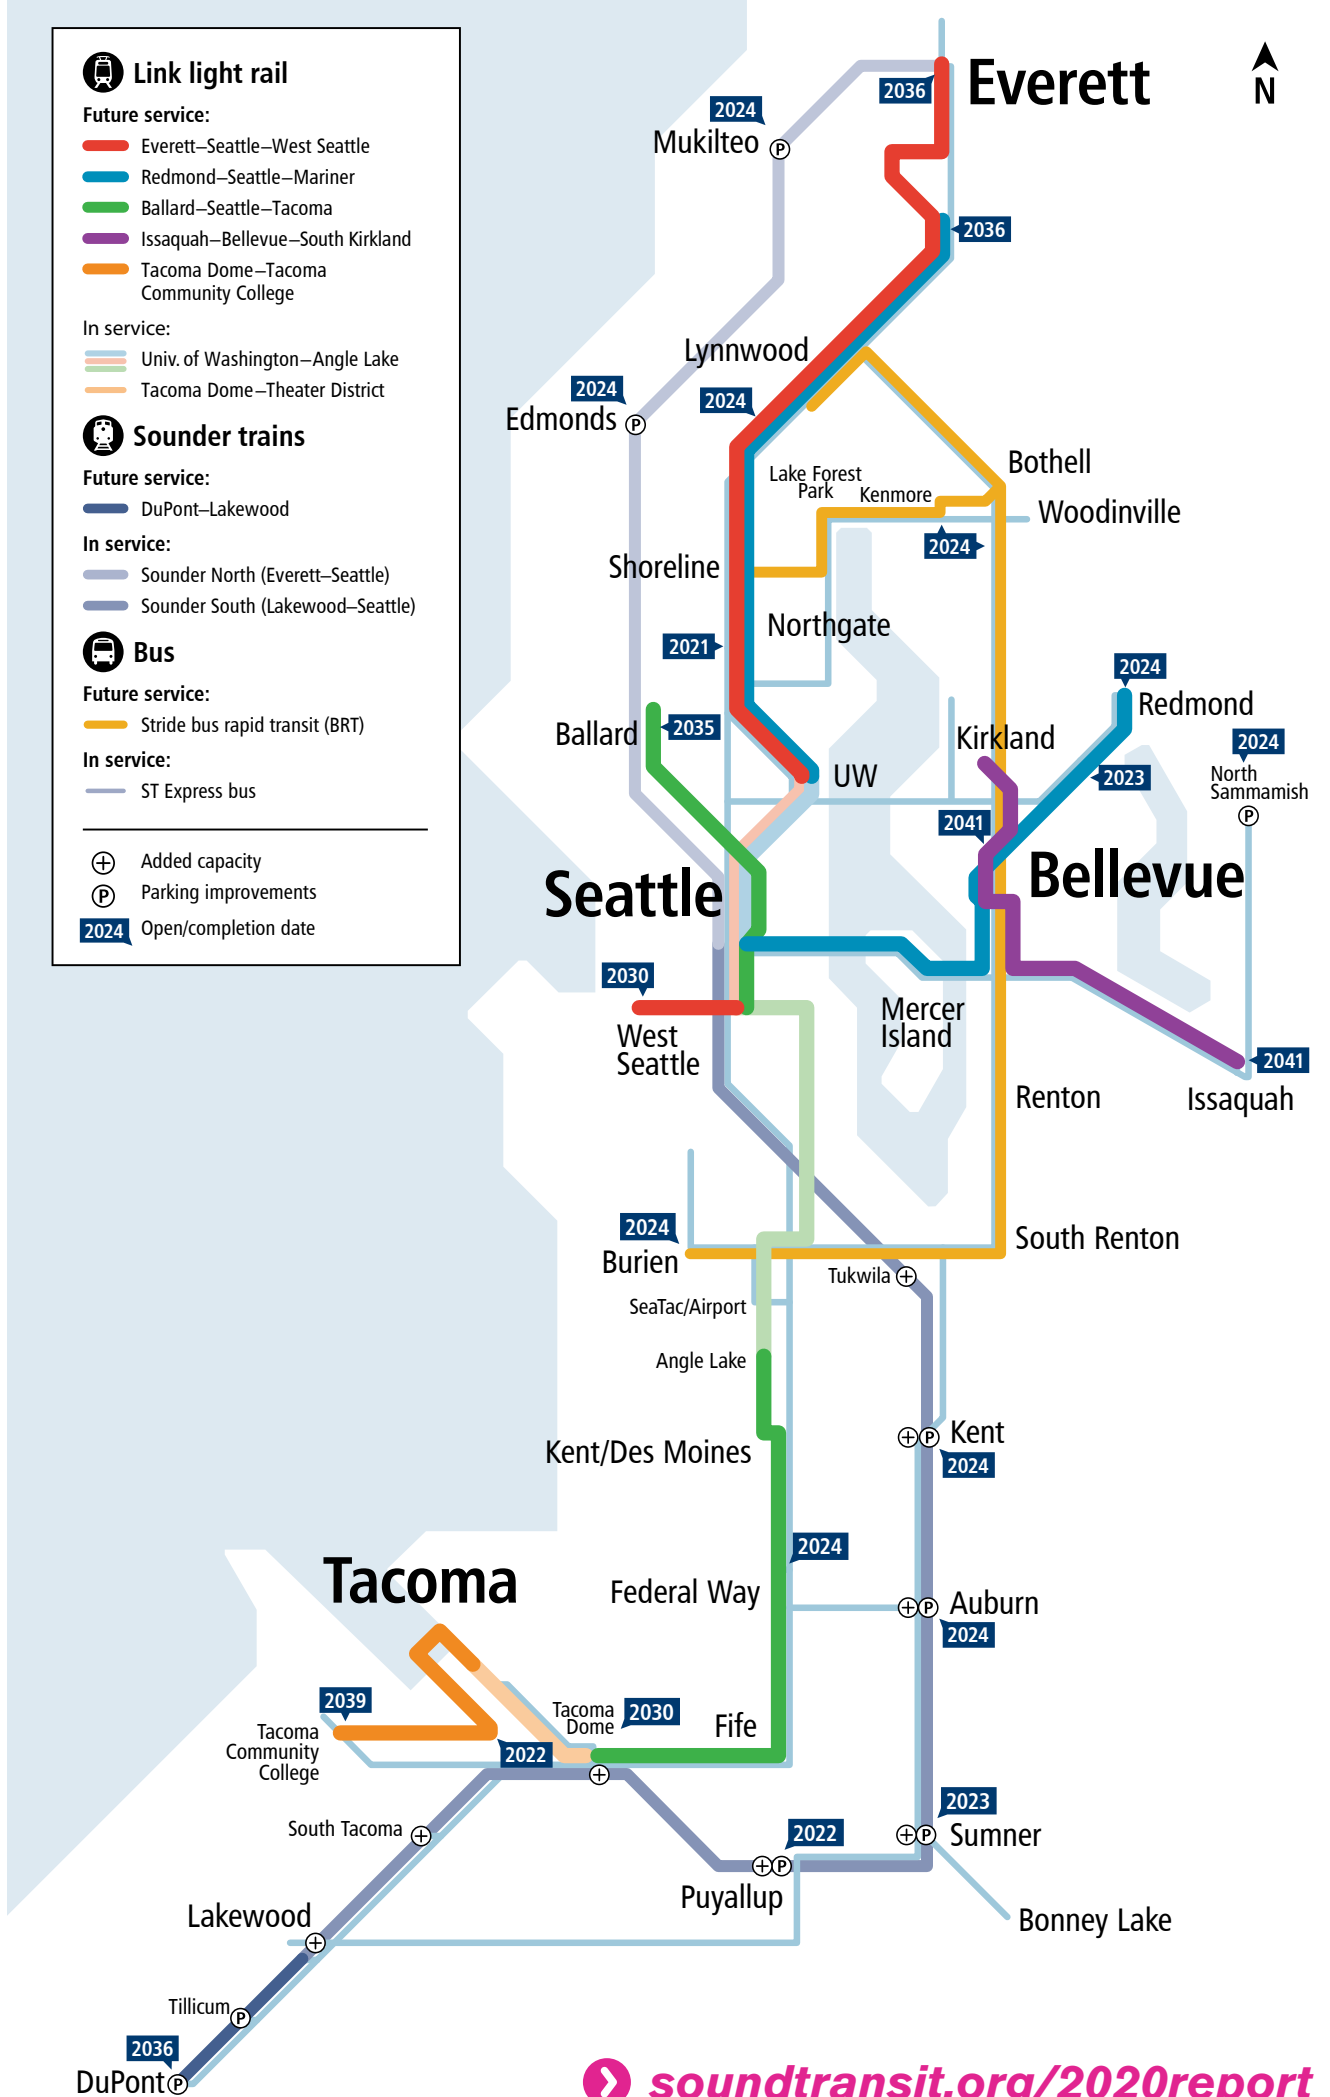 Link light rail
Future service:
Everett–Seattle–West Seattle
Redmond–Seattle–Mariner
Ballard–Seattle–Tacoma
Issaquah–Bellevue–South Kirkland
Tacoma Dome–Tacoma
Community College
In service:
Univ. of Washington–Angle Lake
Tacoma Dome–Theater District
Sounder trains
Future service:
DuPont–Lakewood
In service:
Sounder North (Everett–Seattle)
Sounder South (Lakewood–Seattle)
Bus
Future service:
Stride bus rapid transit (BRT)
In service:
ST Express bus
Added capacity
P
Parking improvements
2024
Open/completion date
N
Everett
2036
2024
Mukilteo
P
2036
Lynnwood
2024
2024
Edmonds
P
Bothell
Lake Forest
Park
Kenmore
Woodinville
2024
Shoreline
Northgate
2021
2024
Redmond
Ballard
2035
Kirkland
2024
North
Sammamish
P
UW
2023
2041
Bellevue
Seattle
2030
West
Seattle
Mercer
Island
2041
Issaquah
Renton
2024
Burien
South Renton
Tukwila
SeaTac/Airport
Angle Lake
Kent
P
2024
Kent/Des Moines
2024
Tacoma
Federal Way
Auburn
P
2024
2039
Tacoma
Community
College
Tacoma
Dome
2030
Fife
2022
2023
Sumner
P
South Tacoma
2022
P
Puyallup
Lakewood
Bonney Lake
Tillicum
P
2036
DuPont
P
soundtransit.org/2020report